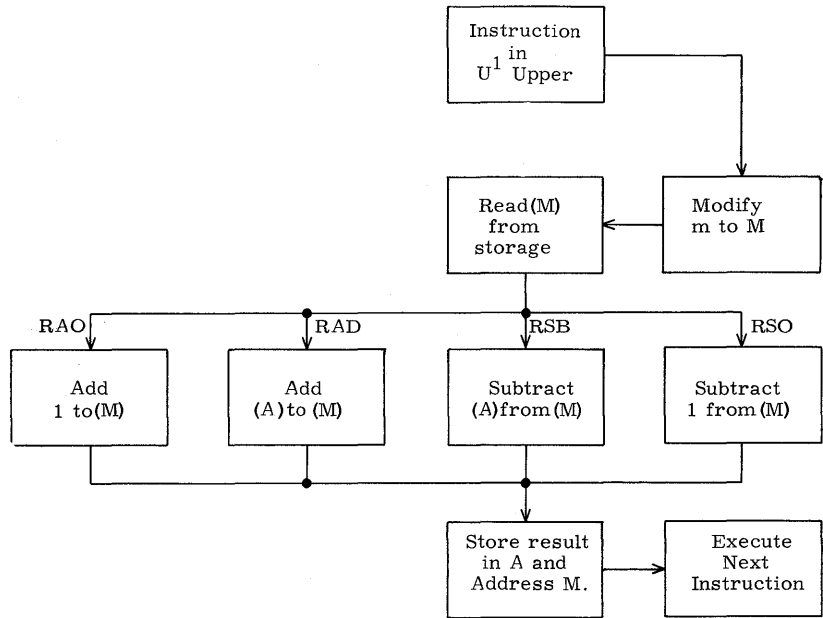 Instruction
in
U¹ Upper
Read(M)
from
storage
Modify
m to M
RAO
RAD
RSB
RSO
Add
1 to(M)
Add
(A)to (M)
Subtract
(A)from(M)
Subtract
1 from(M)
Store result
in A and
Address M.
Execute
Next
Instruction